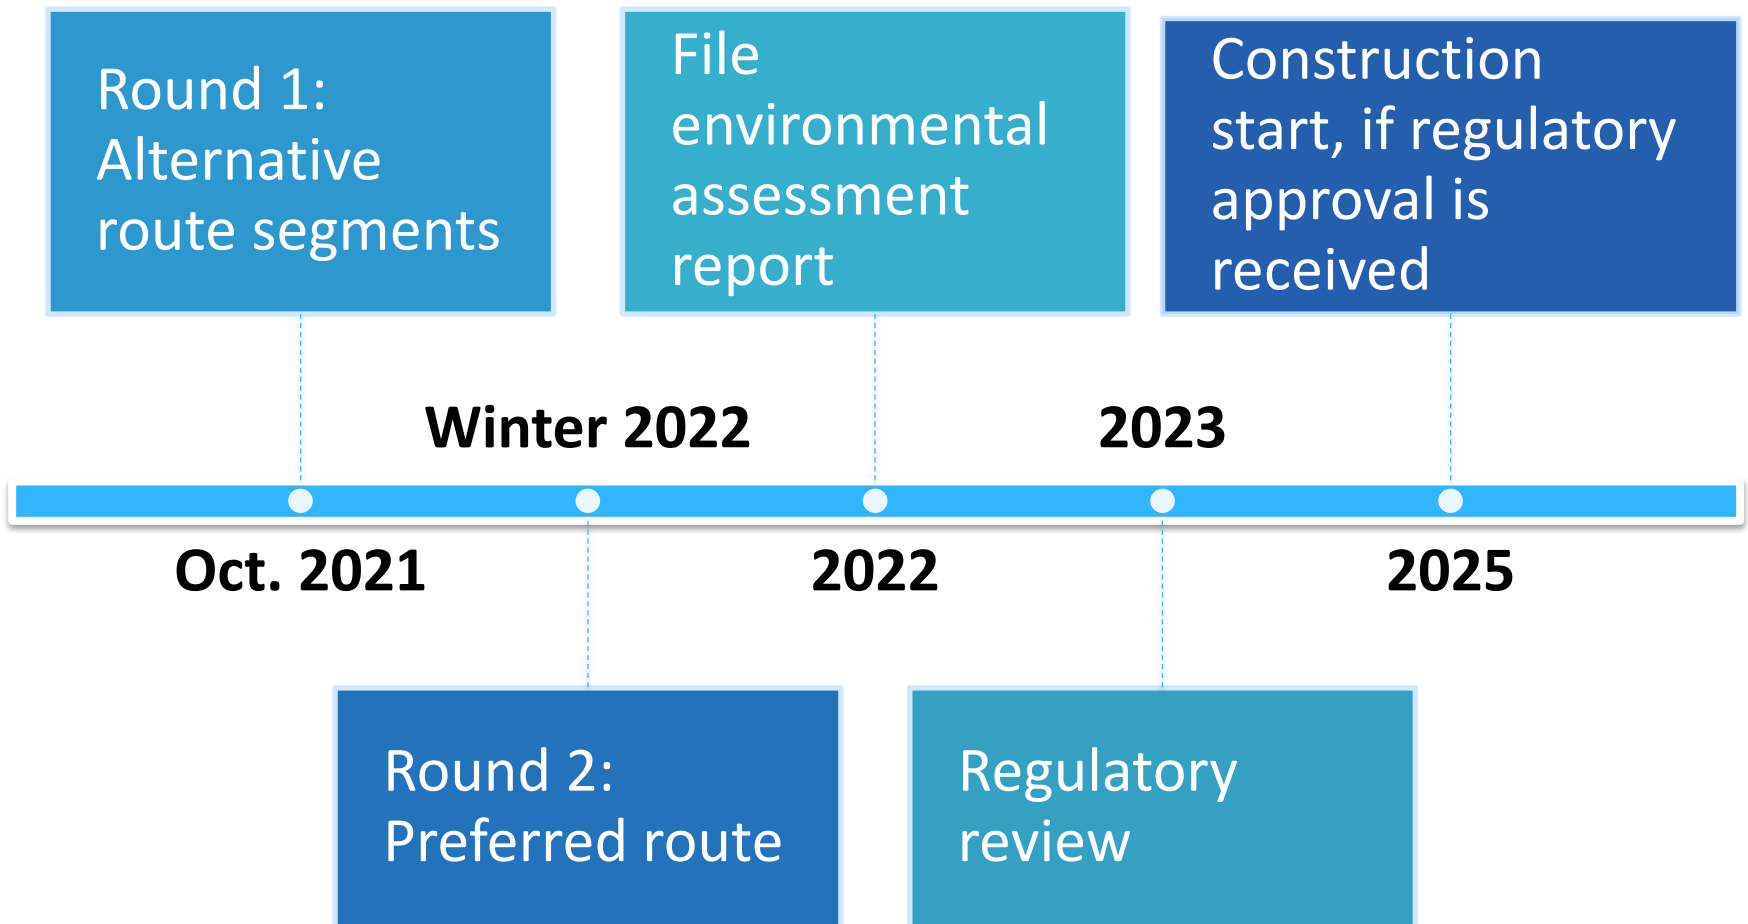 Round 1:
Alternative
route segments
File
environmental
assessment
report
Construction
start, if regulatory
approval is
received
Winter 2022
2023
Oct. 2021
2022
2025
Round 2:
Preferred route
Regulatory
review